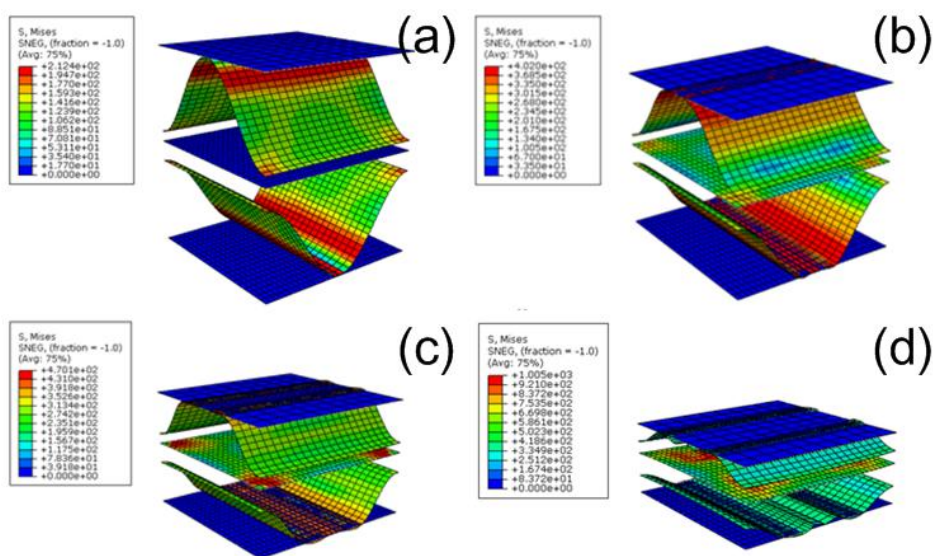 (a)
S, Mises
SNEG, (fraction = -1.0)
(Avg: 75%)
+2.124e+02
+1.947e+02
+1.770e+02
+1.593e+02
+1.416e+02
+1.239e+02
+1.062e+02
+8.851e+01
+7.081e+01
+5.311e+01
+3.540e+01
+1.770e+01
+0.000e+00
(b)
S, Mises
SNEG, (fraction = -1.0)
(Avg: 75%)
+4.020e+02
+3.685e+02
+3.350e+02
+3.015e+02
+2.680e+02
+2.345e+02
+2.010e+02
+1.675e+02
+1.340e+02
+1.005e+02
+6.700e+01
+3.350e+01
+0.000e+00
(c)
S, Mises
SNEG, (fraction = -1.0)
(Avg: 75%)
+4.701e+02
+4.310e+02
+3.918e+02
+3.526e+02
+3.134e+02
+2.742e+02
+2.351e+02
+1.959e+02
+1.567e+02
+1.175e+02
+7.836e+01
+3.918e+01
+0.000e+00
(d)
S, Mises
SNEG, (fraction = -1.0)
(Avg: 75%)
+1.005e+03
+9.210e+02
+8.372e+02
+7.535e+02
+6.698e+02
+5.861e+02
+5.023e+02
+4.186e+02
+3.349e+02
+2.512e+02
+1.674e+02
+8.372e+01
+0.000e+00